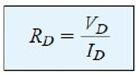 R_D = V_D / I_D